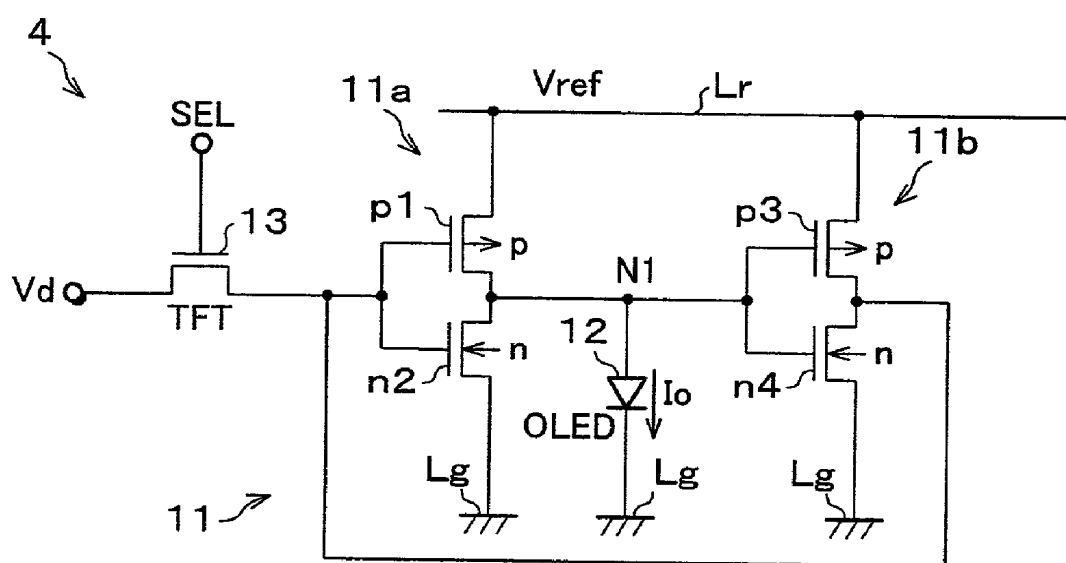 4
11a
Vref
Lr
SEL
11b
p1
p3
13
p
p
Vd
N1
TFT
12
n
n
n2
n4
Io
OLED
Lg
Lg
Lg
11